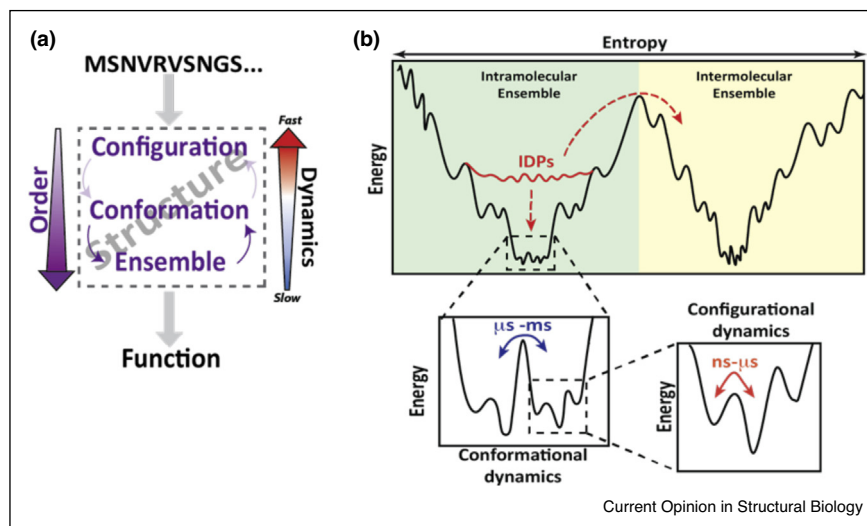 (a)
MSNVRVSNGS...
Order
Configuration
Conformation
Ensemble
Structure
Fast
Dynamics
Slow
Function
(b)
Entropy
Intramolecular
Ensemble
Intermolecular
Ensemble
Energy
IDPs
μs -ms
Energy
Conformational
dynamics
Configurational
dynamics
ns-μs
Energy
Current Opinion in Structural Biology